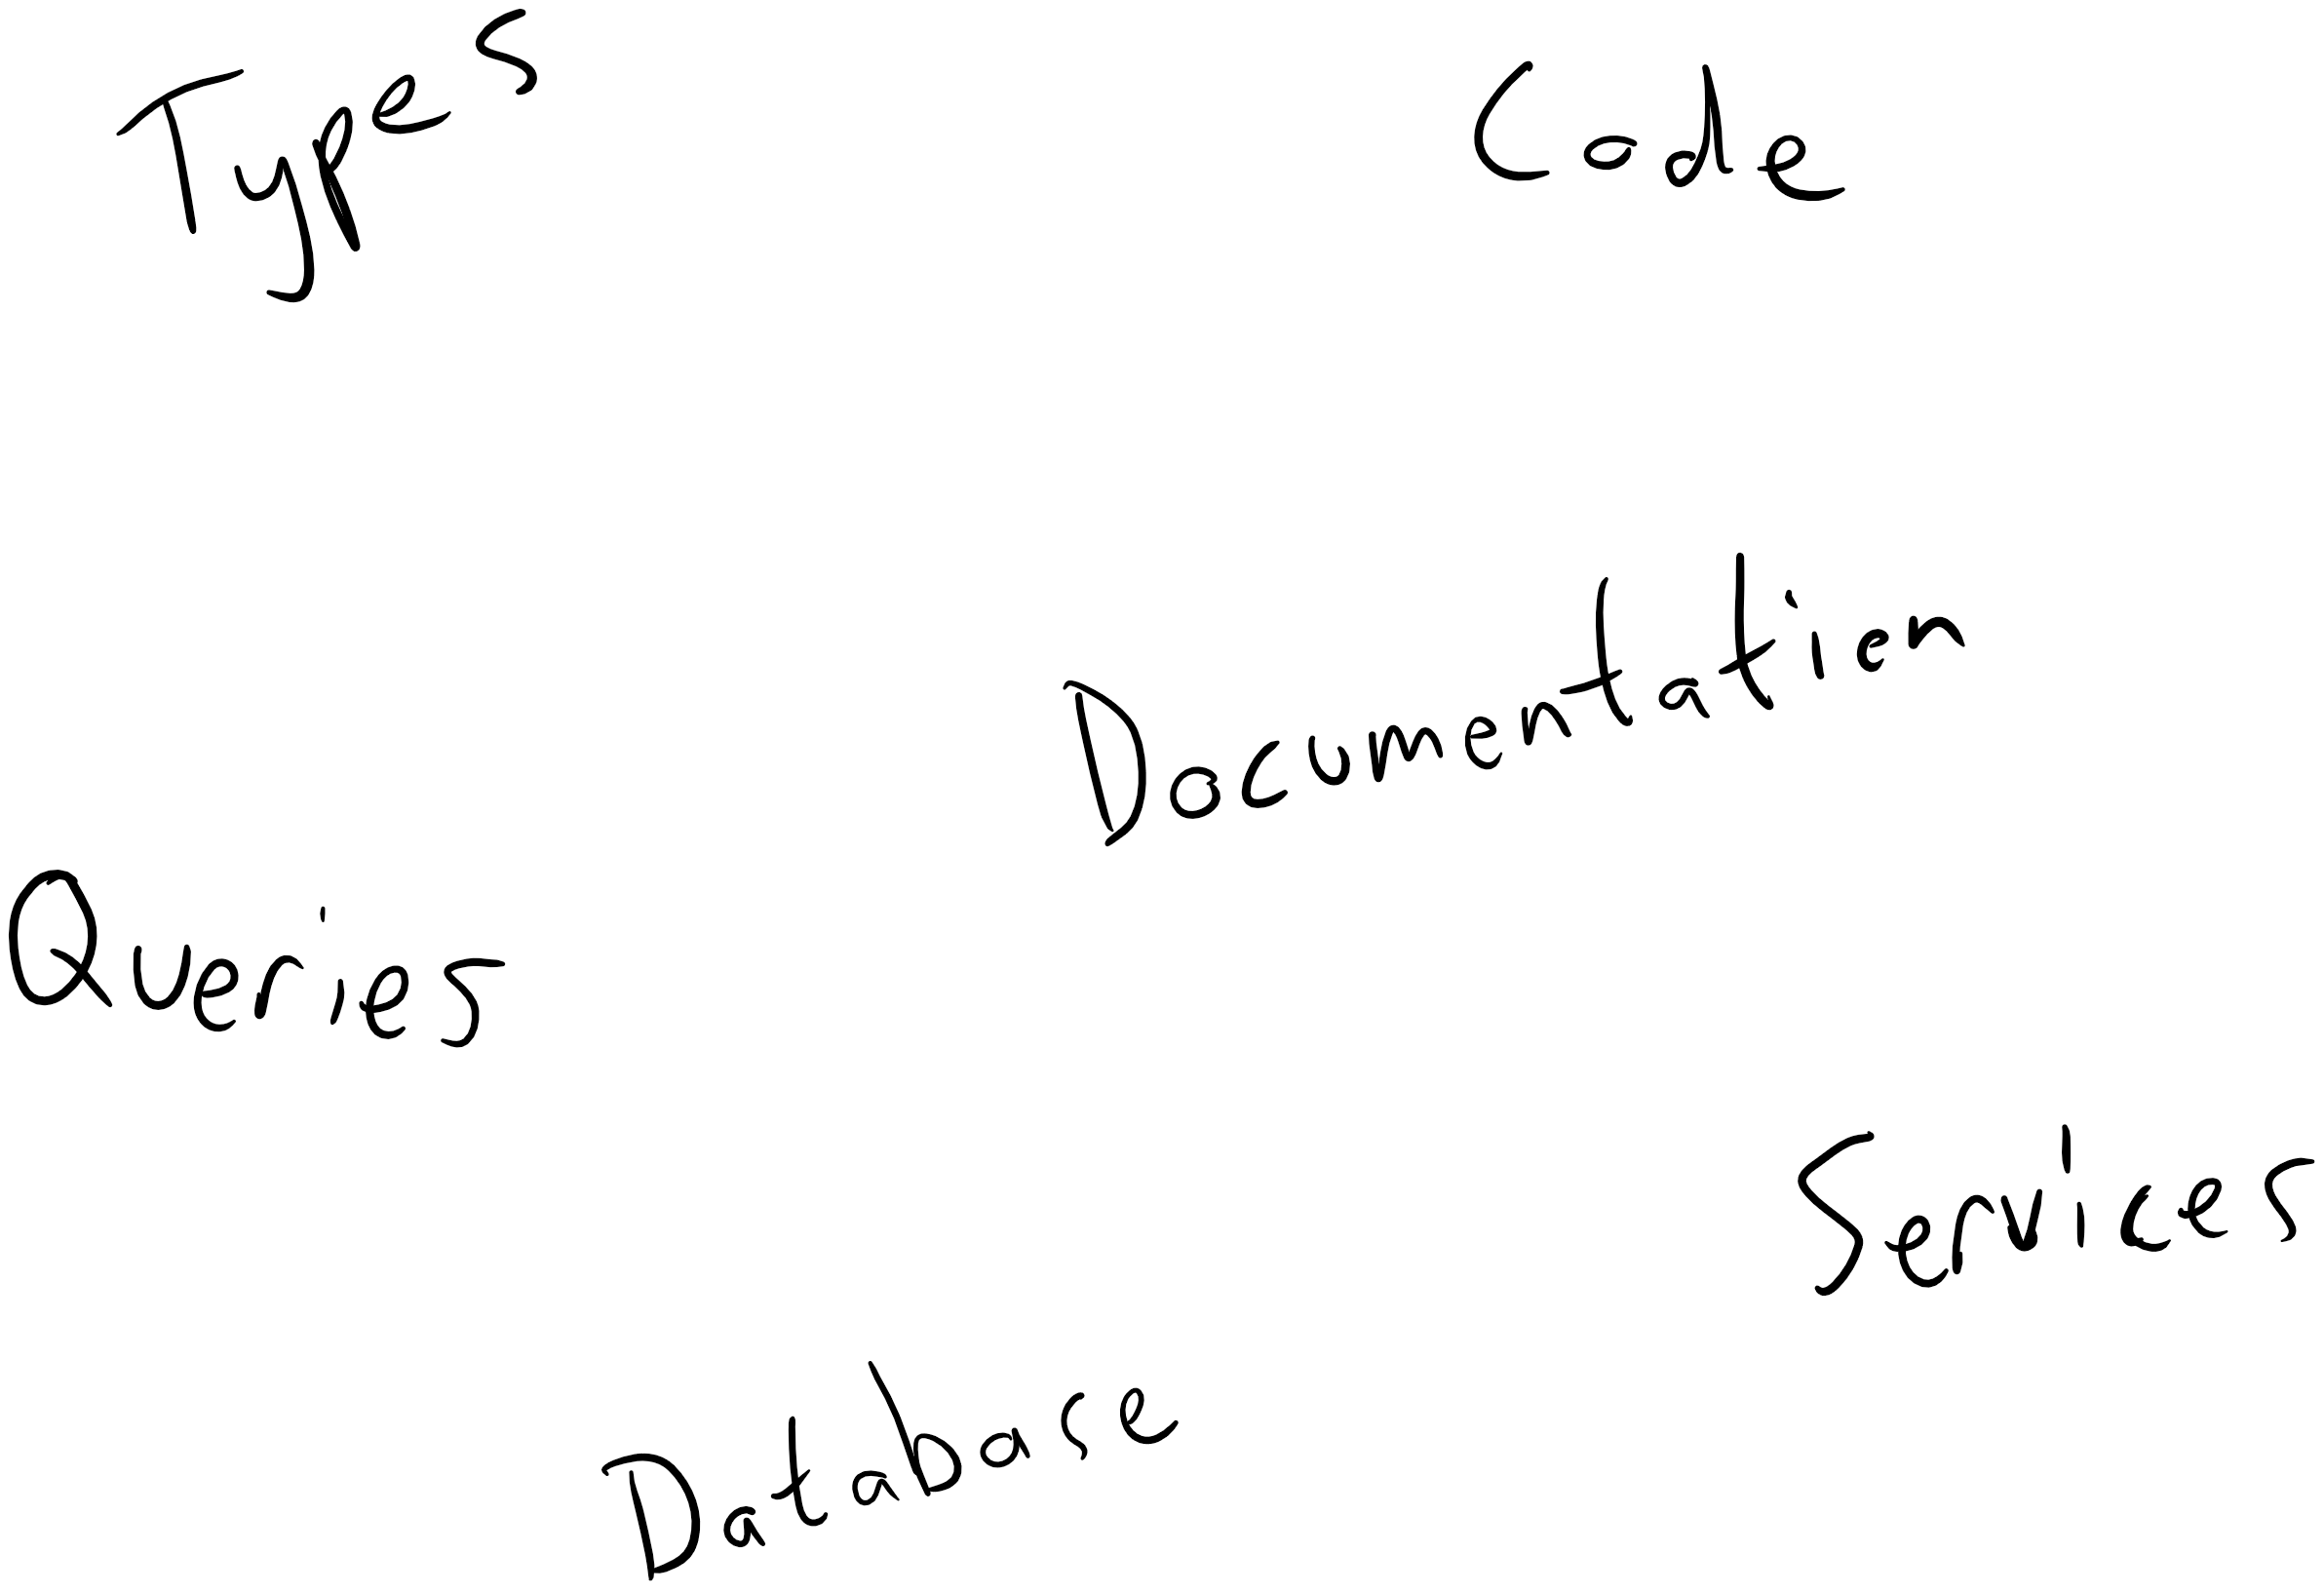 Types
Code
Documentation
Queries
Services
Database